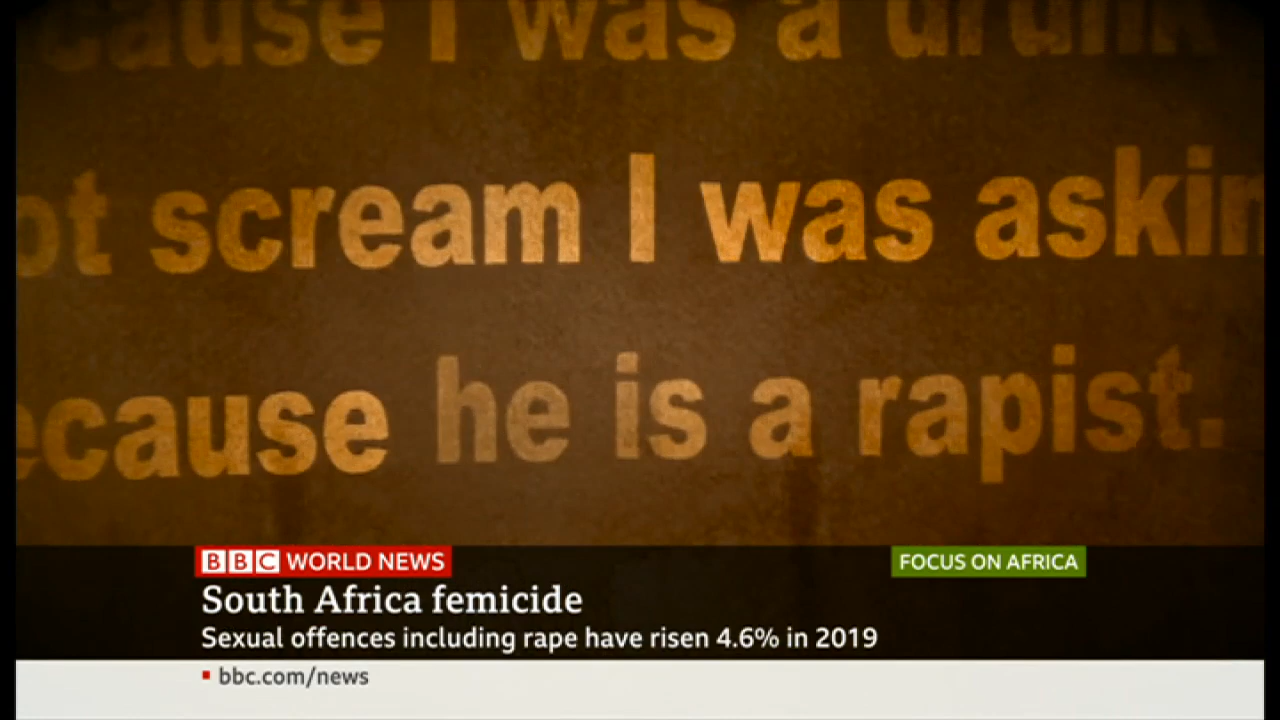 cause I was a drunk
ot scream I was askin
ecause he is a rapist.
BBC WORLD NEWS
FOCUS ON AFRICA
South Africa femicide
Sexual offences including rape have risen 4.6% in 2019
bbc.com/news